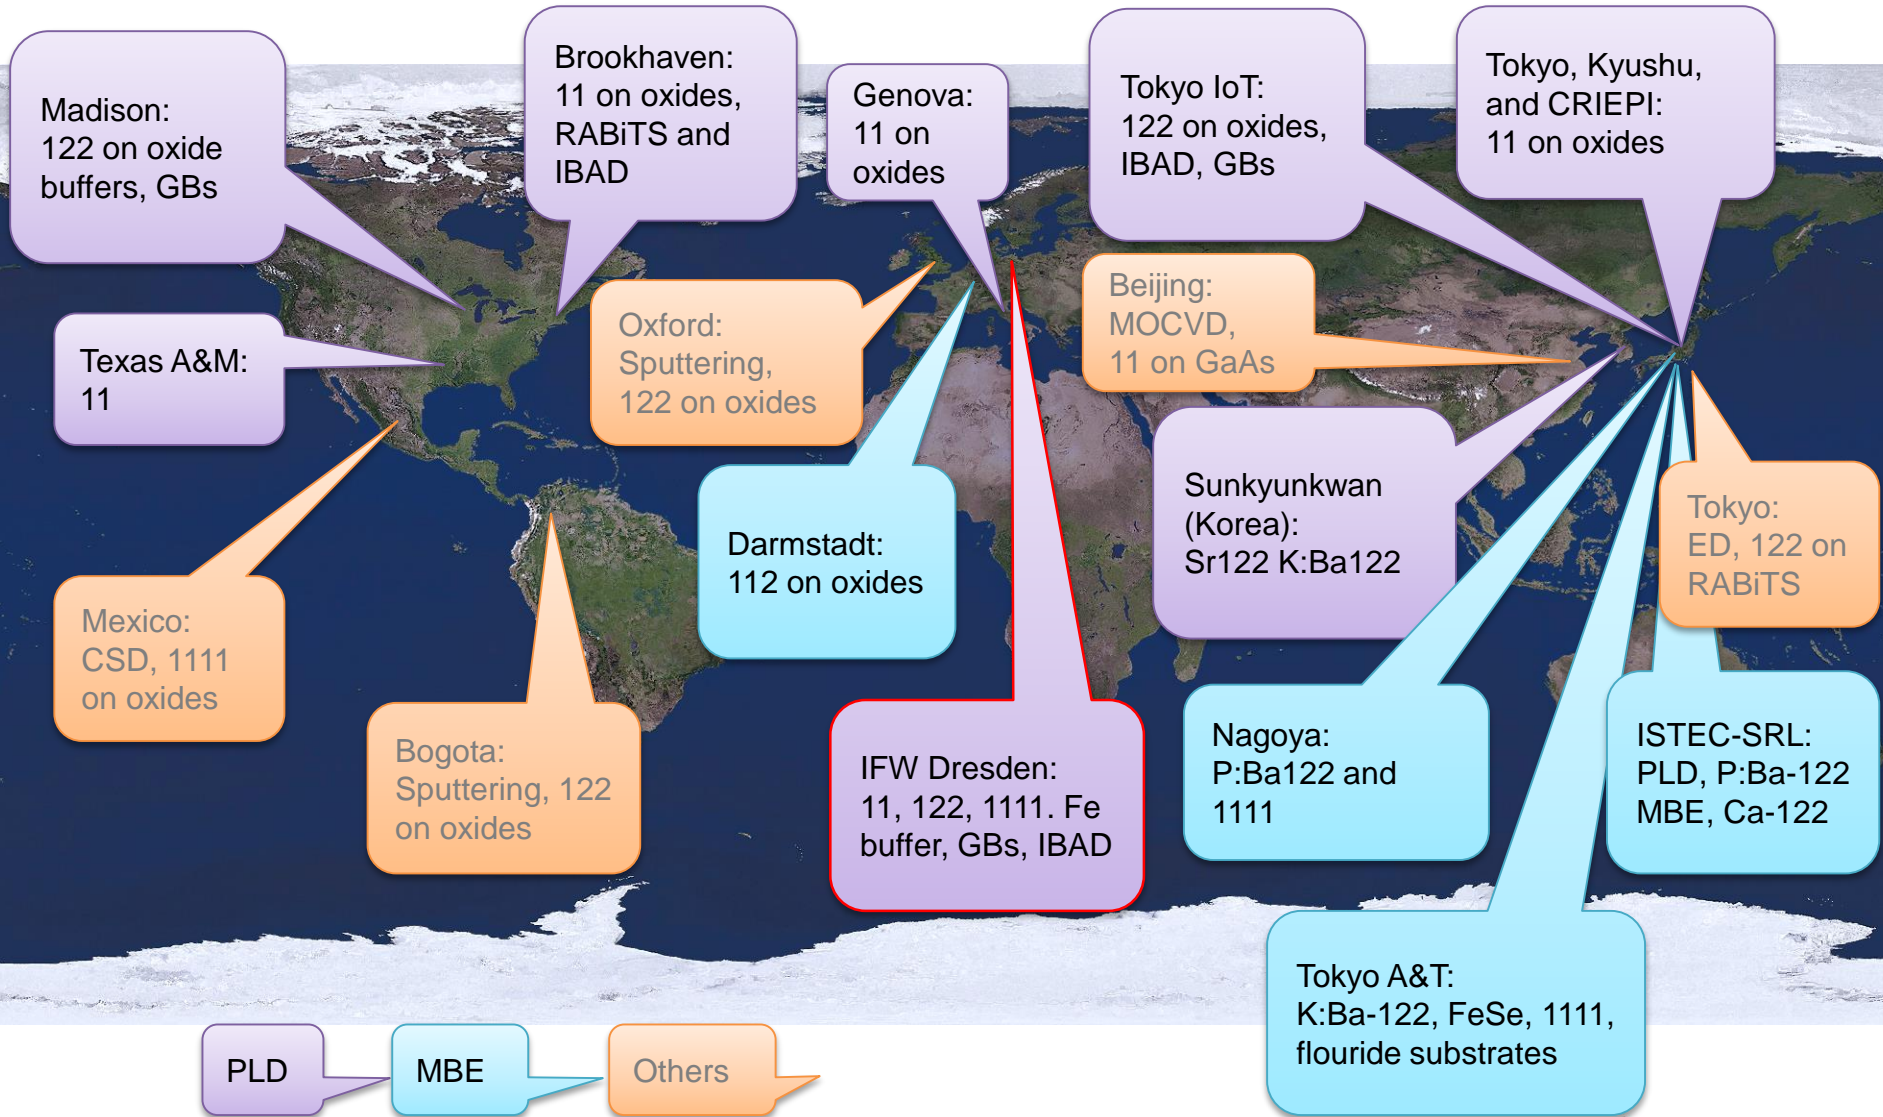 Madison:
122 on oxide
buffers, GBs
Brookhaven:
11 on oxides,
RABiTS and
IBAD
Genova:
11 on
oxides
Tokyo IoT:
122 on oxides,
IBAD, GBs
Tokyo, Kyushu,
and CRIEPI:
11 on oxides
Texas A&M:
11
Oxford:
Sputtering,
122 on oxides
Beijing:
MOCVD,
11 on GaAs
Sunkyunkwan
(Korea):
Sr122 K:Ba122
Tokyo:
ED, 122 on
RABiTS
Darmstadt:
112 on oxides
Mexico:
CSD, 1111
on oxides
Bogota:
Sputtering, 122
on oxides
IFW Dresden:
11, 122, 1111. Fe
buffer, GBs, IBAD
Nagoya:
P:Ba122 and
1111
ISTEC-SRL:
PLD, P:Ba-122
MBE, Ca-122
Tokyo A&T:
K:Ba-122, FeSe, 1111,
flouride substrates
PLD
MBE
Others